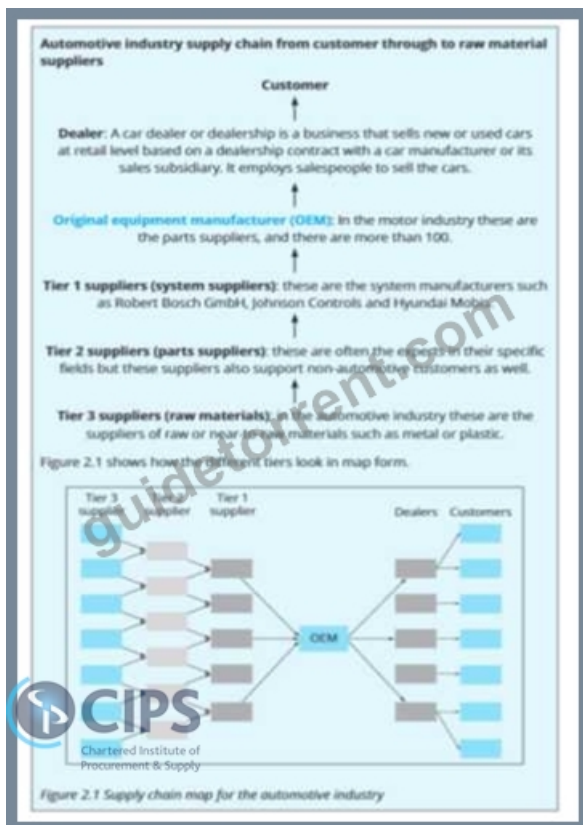 Automotive industry supply chain from customer through to raw material
suppliers
Customer
Dealer: A car dealer or dealership is a business that sells new or used cars
at retail level based on a dealership contract with a car manufacturer or its
sales subsidiary. It employs salespeople to sell the cars.
Original equipment manufacturer (OEM): In the motor industry these are
the parts suppliers, and there are more than 100.
Tier 1 suppliers (system suppliers): these are the system manufacturers such
as Robert Bosch GmbH, Johnson Controls and Hyundai Mobis.
Tier 2 suppliers (parts suppliers): these are often the experts in their specific
fields but these suppliers also support non-automotive customers as well.
Tier 3 suppliers (raw materials): in the automotive industry these are the
suppliers of raw or near-to-raw materials such as metal or plastic.
Figure 2.1 shows how the different tiers look in map form.
Tier 3 Tier 2 Tier 1
supplier supplier supplier Dealers Customers
OEM
guidetorrent.com
CIPS
Chartered Institute of
Procurement & Supply
Figure 2.1 Supply chain map for the automotive industry